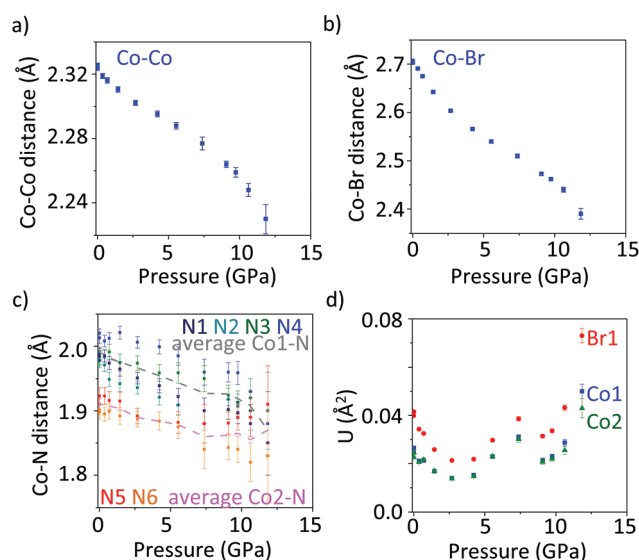 a)
Co-Co
Co-Co distance (Å)
2.32
2.28
2.24
0 5 10 15
Pressure (GPa)
b)
Co-Br
Co-Br distance (Å)
2.7
2.6
2.5
2.4
0 5 10 15
Pressure (GPa)
c)
N1 N2 N3 N4
average Co1-N
Co-N distance (Å)
2.0
1.9
1.8
N5 N6 average Co2-N
0 5 10 15
Pressure (GPa)
d)
Br1
Co1
Co2
U (Å²)
0.08
0.04
0.0
0 5 10 15
Pressure (GPa)